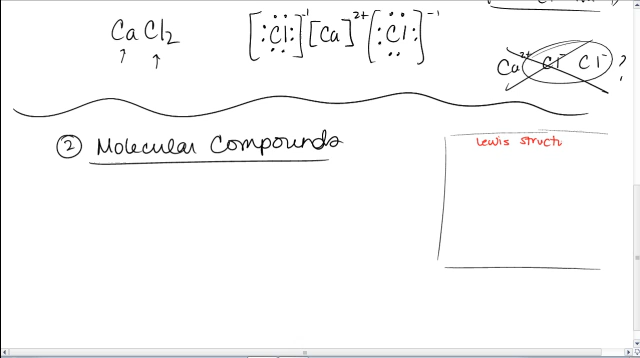 CaCl2 [:Cl:]⁻¹ [Ca]²⁺ [:Cl:]⁻¹
Ca²⁺ Cl⁻ Cl⁻ ?
② Molecular Compounds
Lewis struct